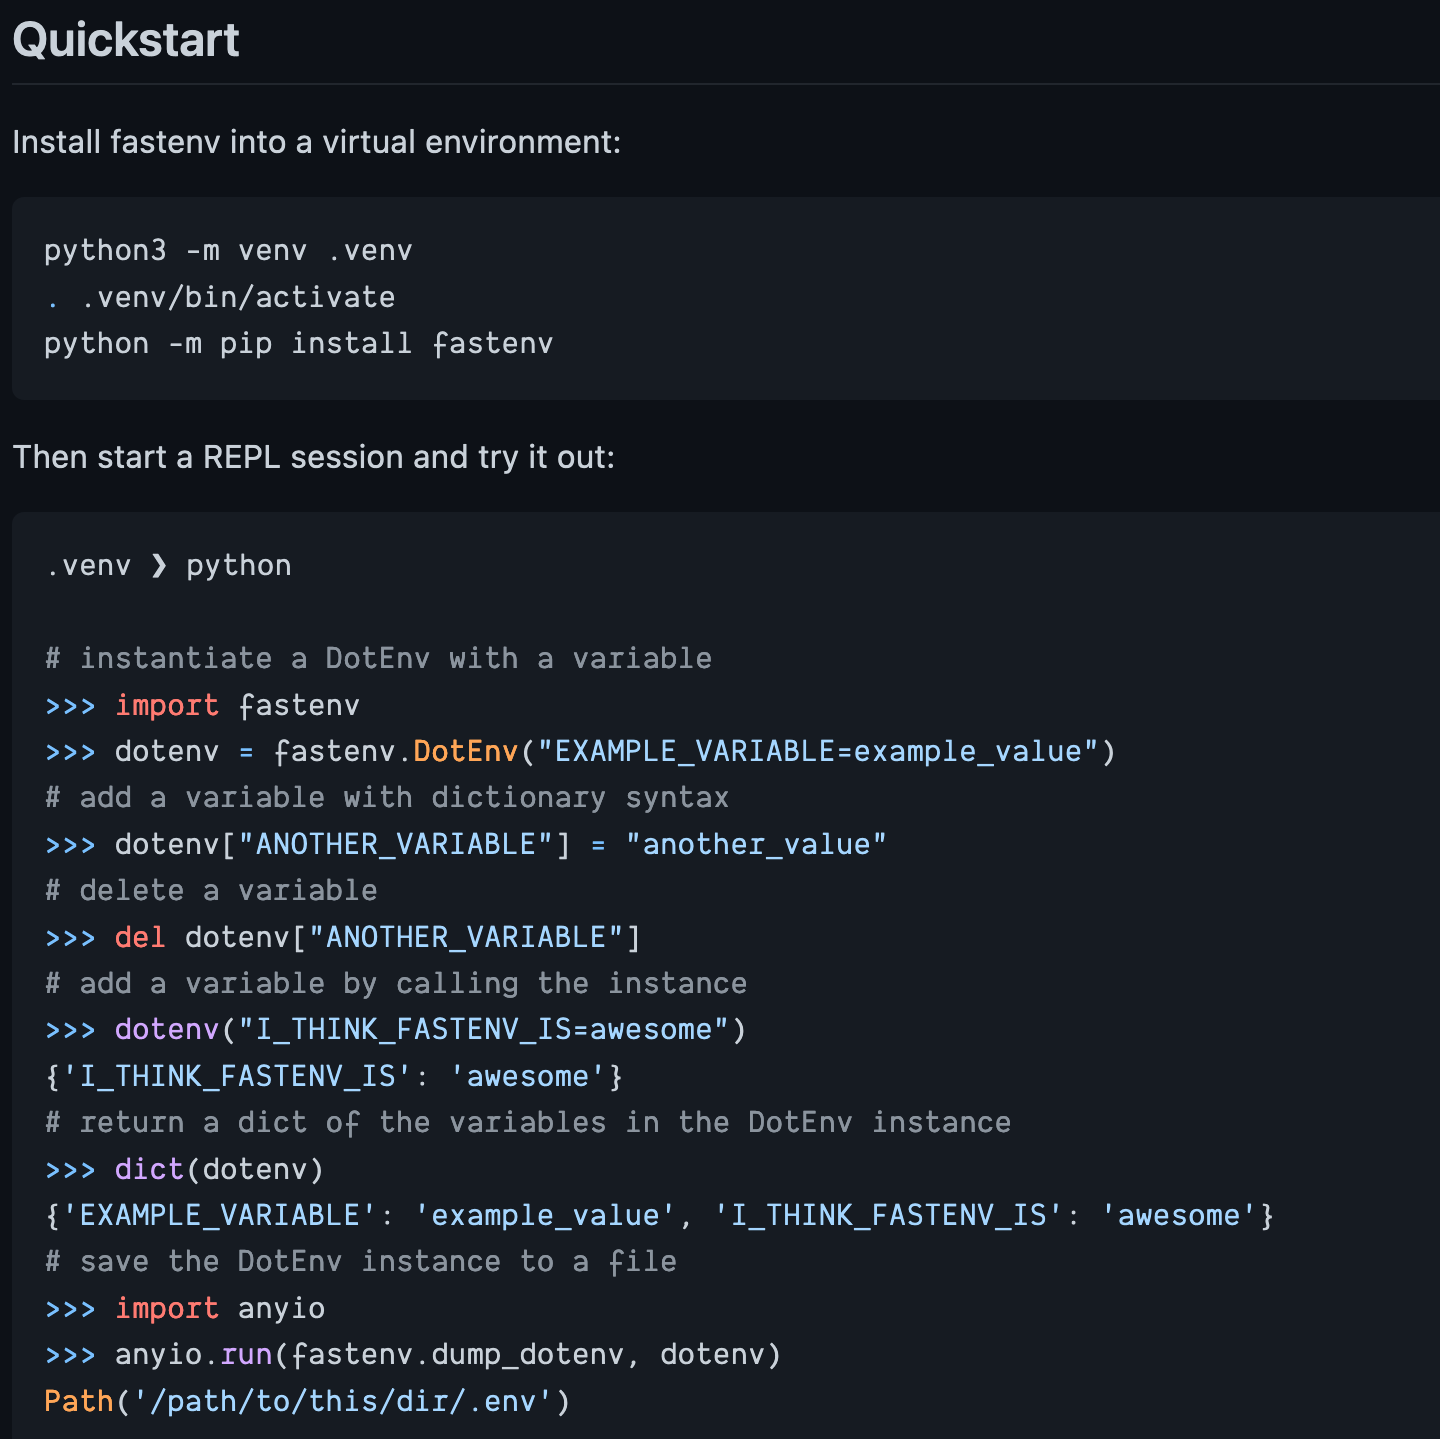 Quickstart
Install fastenv into a virtual environment:
python3 -m venv .venv
. .venv/bin/activate
python -m pip install fastenv
Then start a REPL session and try it out:
.venv ❯ python
# instantiate a DotEnv with a variable
>>> import fastenv
>>> dotenv = fastenv.DotEnv("EXAMPLE_VARIABLE=example_value")
# add a variable with dictionary syntax
>>> dotenv["ANOTHER_VARIABLE"] = "another_value"
# delete a variable
>>> del dotenv["ANOTHER_VARIABLE"]
# add a variable by calling the instance
>>> dotenv("I_THINK_FASTENV_IS=awesome")
{'I_THINK_FASTENV_IS': 'awesome'}
# return a dict of the variables in the DotEnv instance
>>> dict(dotenv)
{'EXAMPLE_VARIABLE': 'example_value', 'I_THINK_FASTENV_IS': 'awesome'}
# save the DotEnv instance to a file
>>> import anyio
>>> anyio.run(fastenv.dump_dotenv, dotenv)
Path('/path/to/this/dir/.env')